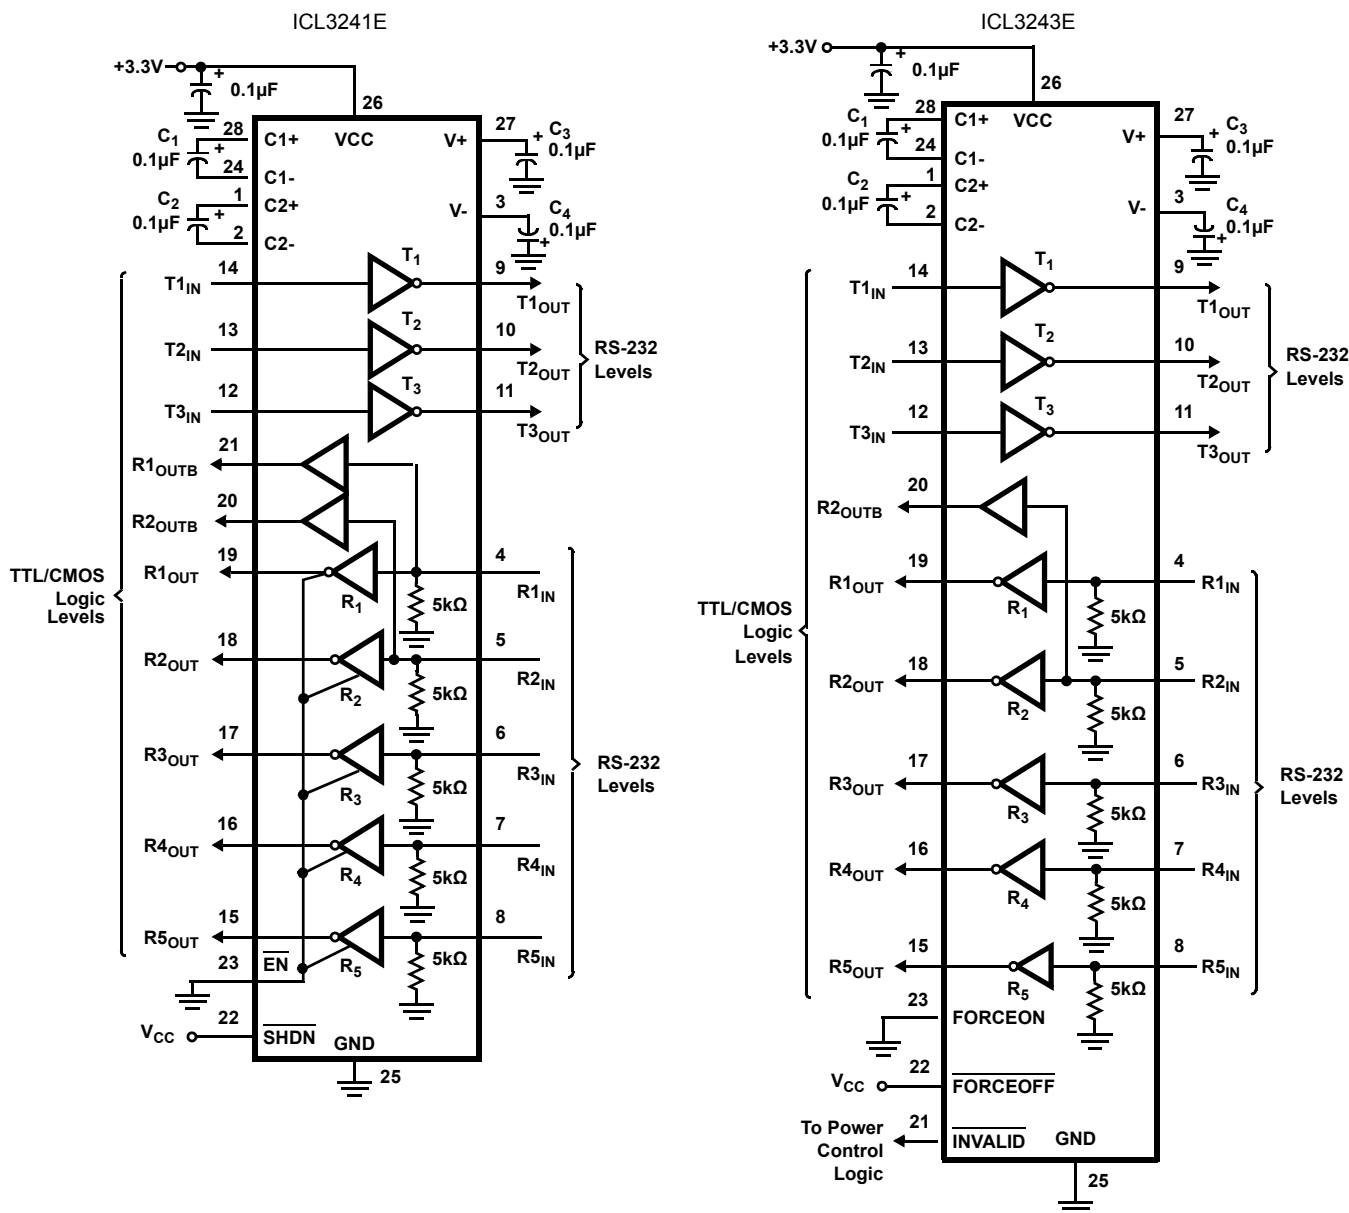 ICL3241E
+3.3V
+
0.1µF
26
C1
0.1µF
28
+
24
C1+
C1-
VCC
V+
27
+
C3
0.1µF
C2
0.1µF
1
+
2
C2+
C2-
V-
3
C4
0.1µF
+
T1IN
14
T1
9
T1OUT
T2IN
13
T2
10
T2OUT
T3IN
12
T3
11
T3OUT
RS-232
Levels
R1OUTB
21
R2OUTB
20
R1OUT
19
R1
5kΩ
4
R1IN
TTL/CMOS
Logic
Levels
R2OUT
18
R2
5kΩ
5
R2IN
R3OUT
17
R3
5kΩ
6
R3IN
RS-232
Levels
R4OUT
16
R4
5kΩ
7
R4IN
R5OUT
15
R5
5kΩ
8
R5IN
23
EN
VCC
22
SHDN
GND
25
ICL3243E
+3.3V
+
0.1µF
26
C1
0.1µF
28
+
24
C1+
C1-
VCC
V+
27
+
C3
0.1µF
C2
0.1µF
1
+
2
C2+
C2-
V-
3
C4
0.1µF
+
T1IN
14
T1
9
T1OUT
T2IN
13
T2
10
T2OUT
T3IN
12
T3
11
T3OUT
RS-232
Levels
R2OUTB
20
R1OUT
19
R1
5kΩ
4
R1IN
TTL/CMOS
Logic
Levels
R2OUT
18
R2
5kΩ
5
R2IN
R3OUT
17
R3
5kΩ
6
R3IN
RS-232
Levels
R4OUT
16
R4
5kΩ
7
R4IN
R5OUT
15
R5
5kΩ
8
R5IN
23
FORCEON
VCC
22
FORCEOFF
To Power
Control
Logic
21
INVALID
GND
25